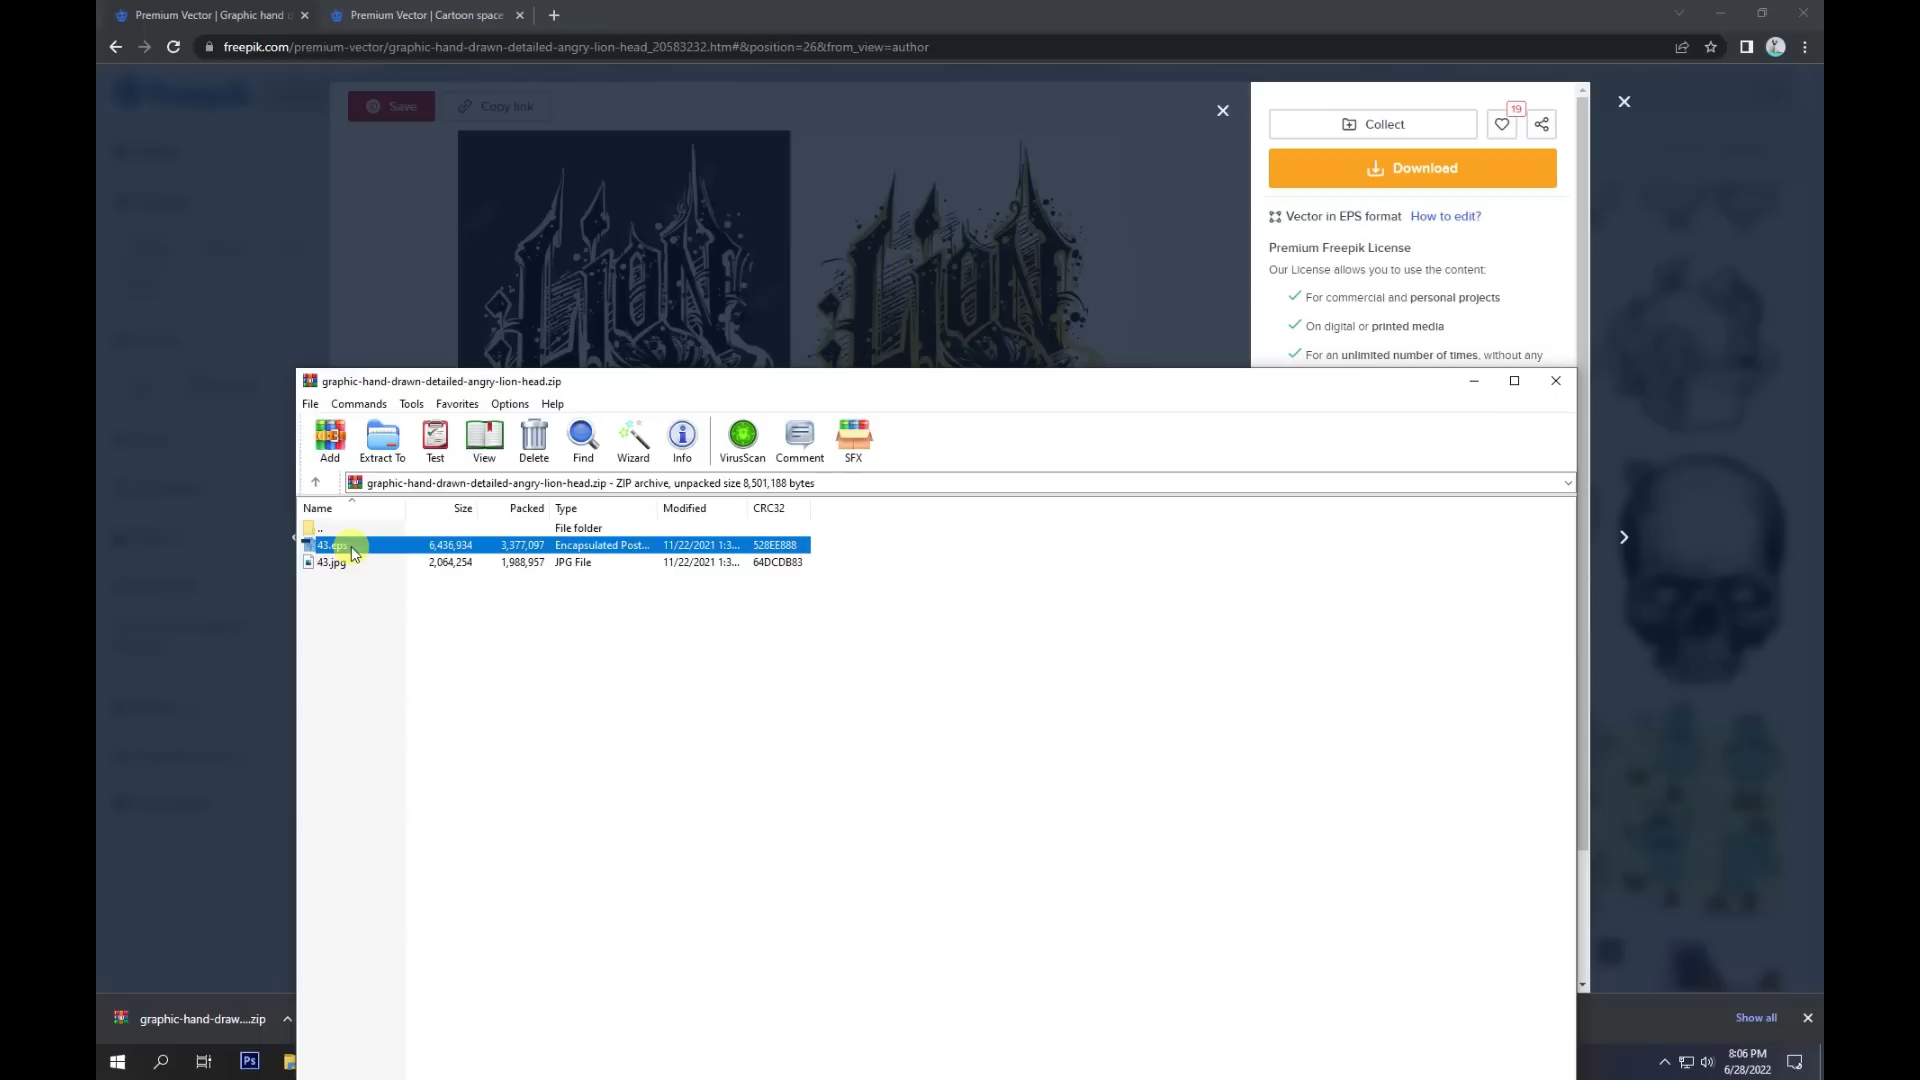 Premium Vector | Graphic hand
Premium Vector | Cartoon space
freepik.com/premium-vector/graphic-hand-drawn-detailed-angry-lion-head_20583232.htm#&position=26&from_view=author
Save
Copy link
LION
LION
Collect
19
Download
Vector in EPS format How to edit?
Premium Freepik License
Our License allows you to use the content:
For commercial and personal projects
On digital or printed media
For an unlimited number of times, without any
graphic-hand-drawn-detailed-angry-lion-head.zip
File Commands Tools Favorites Options Help
Add Extract To Test View Delete Find Wizard Info VirusScan Comment SFX
graphic-hand-drawn-detailed-angry-lion-head.zip - ZIP archive, unpacked size 8,501,188 bytes
Name Size Packed Type Modified CRC32
.. File folder
43.eps 6,436,934 3,377,097 Encapsulated Post... 11/22/2021 1:3... 528EE888
43.jpg 2,064,254 1,988,957 JPG File 11/22/2021 1:3... 64DCDB83
graphic-hand-draw....zip
Show all
Ps
8:06 PM
6/28/2022